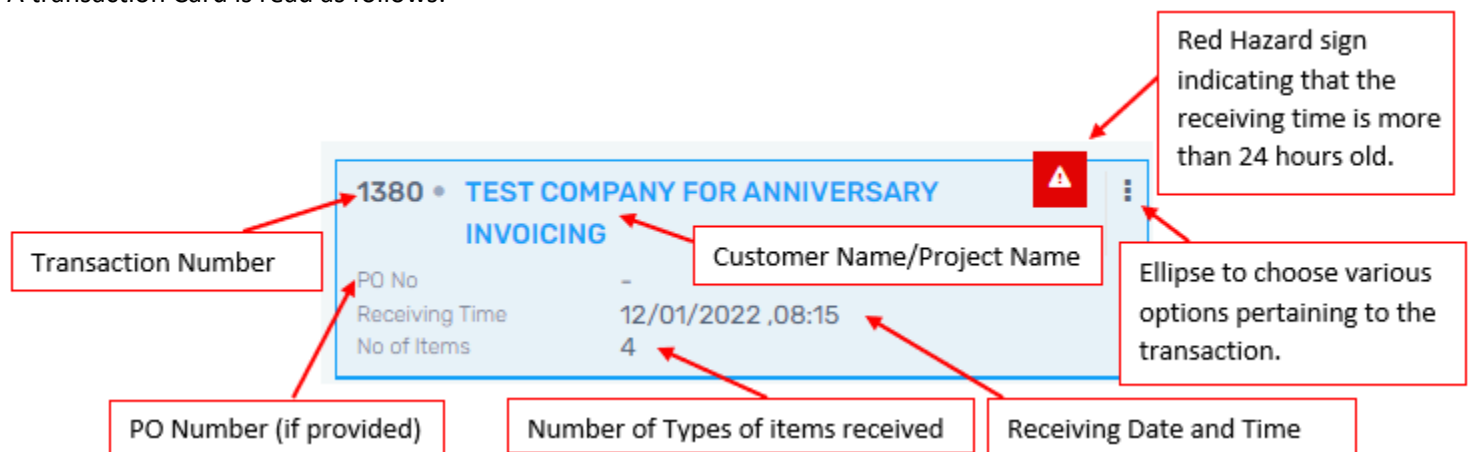 A transaction Card is read as follows:
Red Hazard sign
indicating that the
receiving time is more
than 24 hours old.
1380 • TEST COMPANY FOR ANNIVERSARY
INVOICING
Transaction Number
Customer Name/Project Name
PO No -
Receiving Time 12/01/2022 ,08:15
No of Items 4
Ellipse to choose various
options pertaining to the
transaction.
PO Number (if provided)
Number of Types of items received
Receiving Date and Time